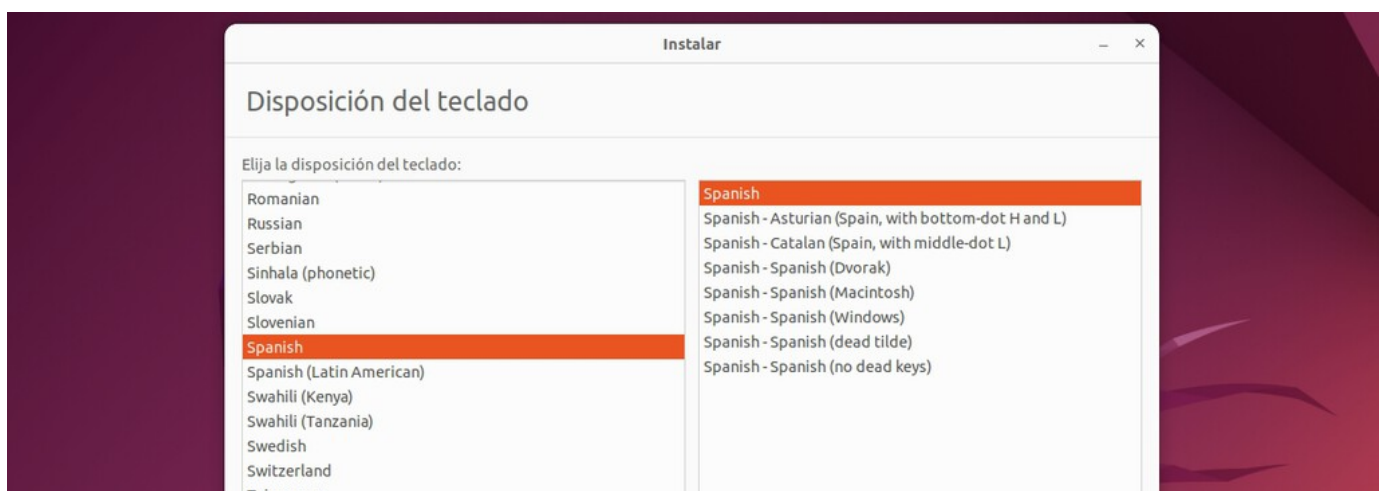 Instalar
Disposición del teclado
Elija la disposición del teclado:
Romanian
Russian
Serbian
Sinhala (phonetic)
Slovak
Slovenian
Spanish
Spanish (Latin American)
Swahili (Kenya)
Swahili (Tanzania)
Swedish
Switzerland
Spanish
Spanish - Asturian (Spain, with bottom-dot H and L)
Spanish - Catalan (Spain, with middle-dot L)
Spanish - Spanish (Dvorak)
Spanish - Spanish (Macintosh)
Spanish - Spanish (Windows)
Spanish - Spanish (dead tilde)
Spanish - Spanish (no dead keys)